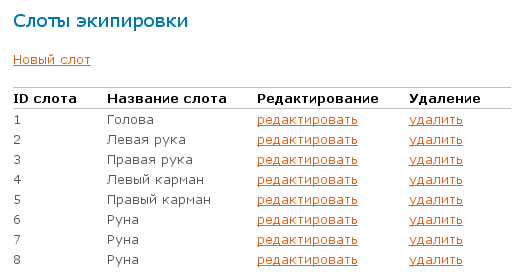 Слоты экипировки
Новый слот
ID слота Название слота Редактирование Удаление
1 Голова редактировать удалить
2 Левая рука редактировать удалить
3 Правая рука редактировать удалить
4 Левый карман редактировать удалить
5 Правый карман редактировать удалить
6 Руна редактировать удалить
7 Руна редактировать удалить
8 Руна редактировать удалить